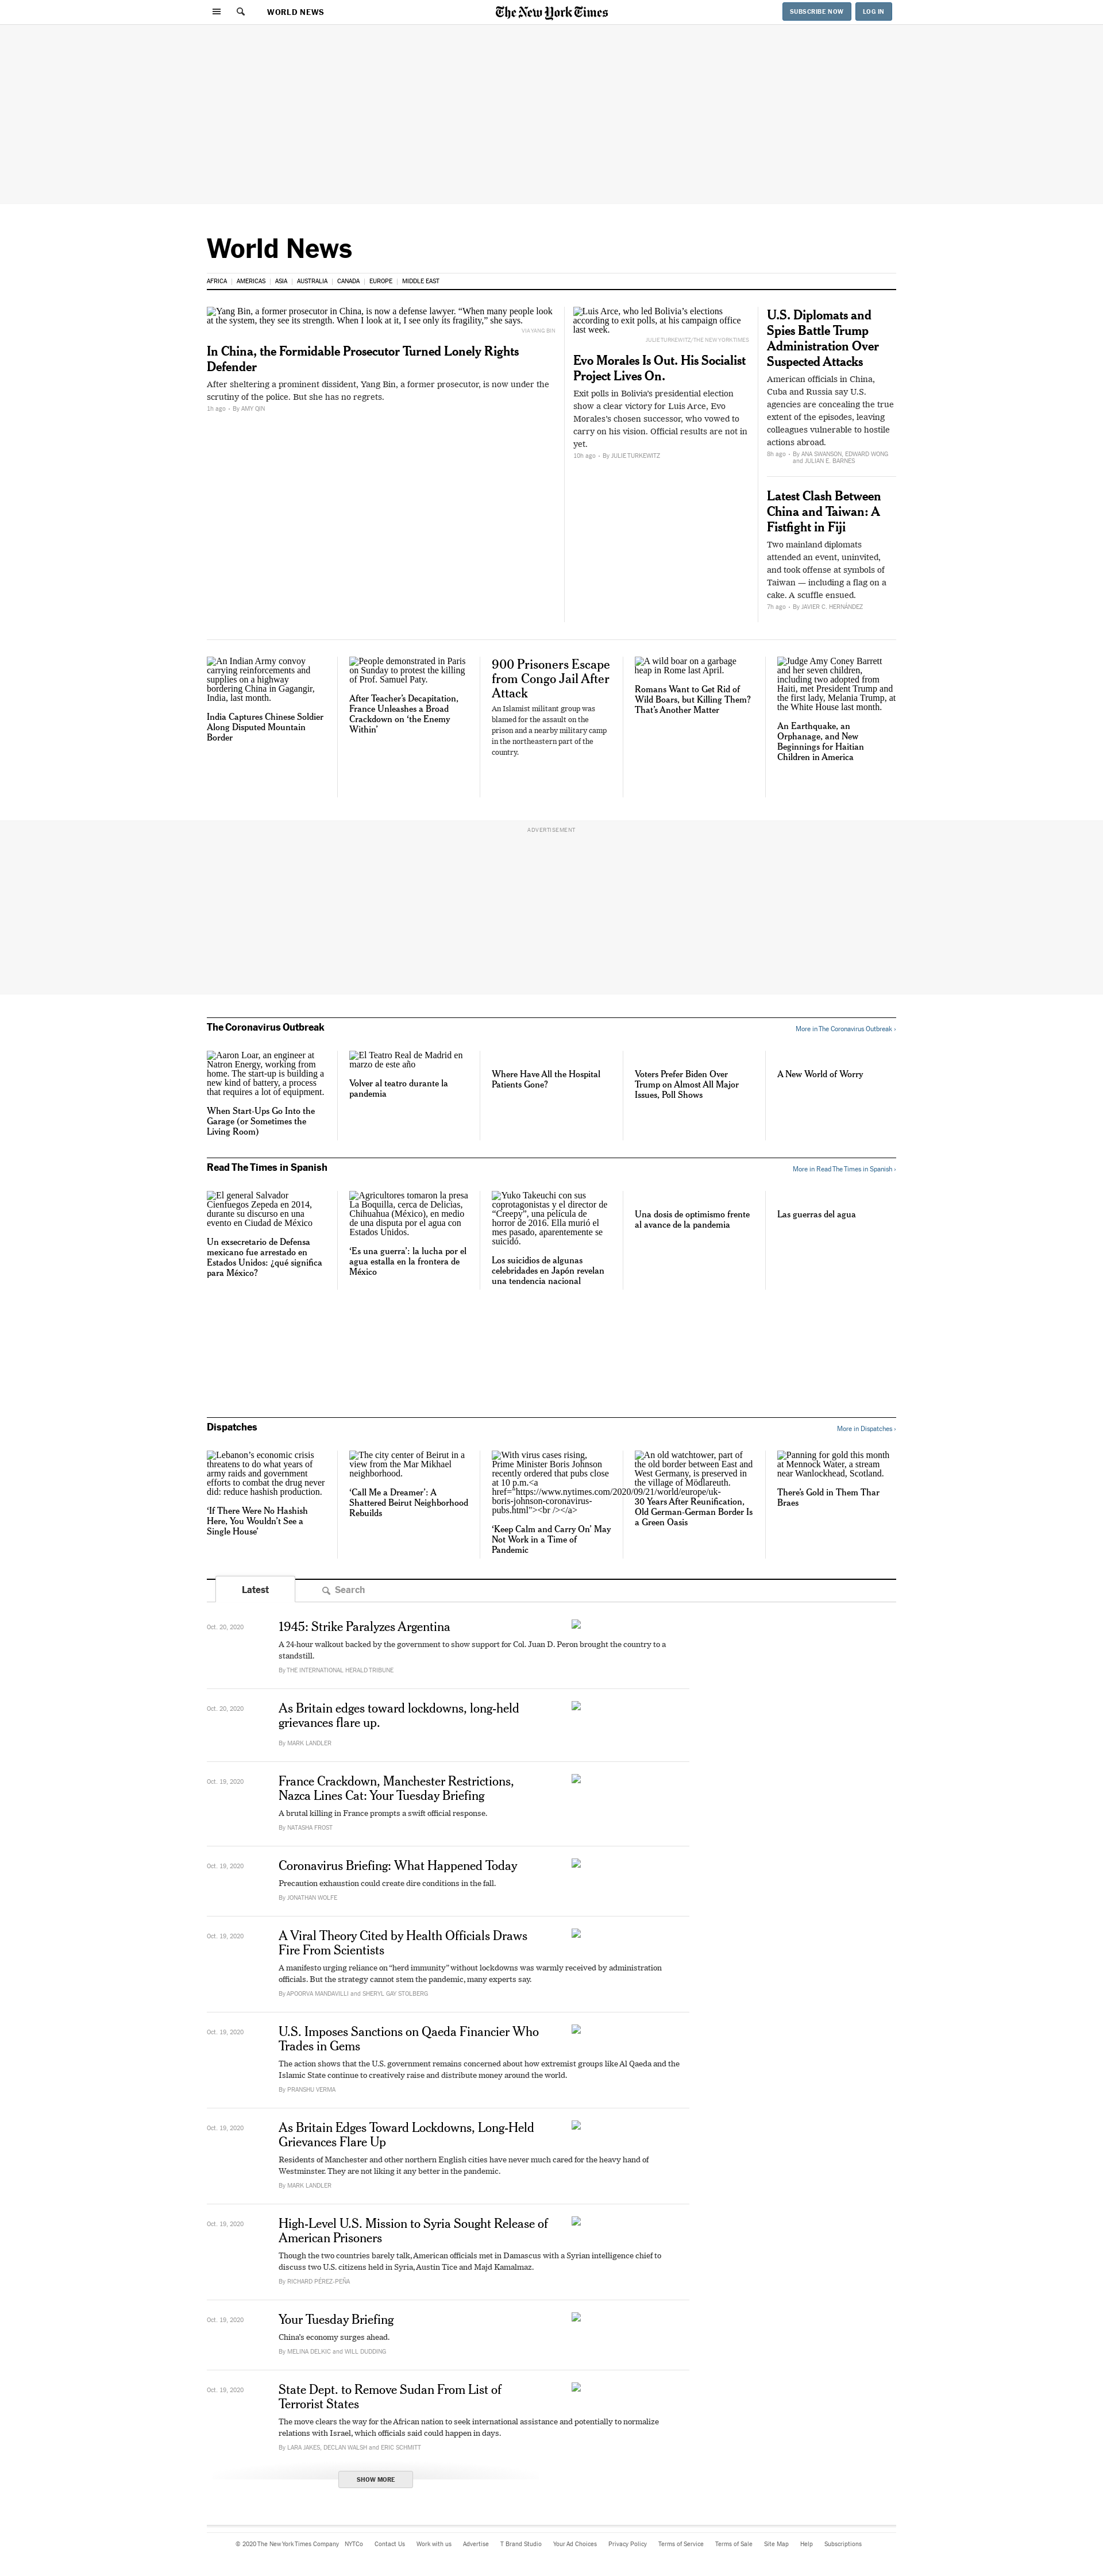 WORLD NEWS
The New York Times
SUBSCRIBE NOW
LOG IN
World News
AFRICA | AMERICAS | ASIA | AUSTRALIA | CANADA | EUROPE | MIDDLE EAST
Yang Bin, a former prosecutor in China, is now a defense lawyer. “When many people look
at the system, they see its strength. When I look at it, I see only its fragility,” she says.
VIA YANG BIN
In China, the Formidable Prosecutor Turned Lonely Rights
Defender
After sheltering a prominent dissident, Yang Bin, a former prosecutor, is now under the
scrutiny of the police. But she has no regrets.
1h ago - By AMY QIN
Luis Arce, who led Bolivia’s elections
according to exit polls, at his campaign office
last week.
JULIE TURKEWITZ/THE NEW YORK TIMES
Evo Morales Is Out. His Socialist
Project Lives On.
Exit polls in Bolivia’s presidential election
show a clear victory for Luis Arce, Evo
Morales’s chosen successor, who vowed to
carry on his vision. Official results are not in
yet.
10h ago - By JULIE TURKEWITZ
U.S. Diplomats and
Spies Battle Trump
Administration Over
Suspected Attacks
American officials in China,
Cuba and Russia say U.S.
agencies are concealing the true
extent of the episodes, leaving
colleagues vulnerable to hostile
actions abroad.
6h ago - By ANA SWANSON, EDWARD WONG
and JULIAN E. BARNES
Latest Clash Between
China and Taiwan: A
Fistfight in Fiji
Two mainland diplomats
attended an event, uninvited,
and took offense at symbols of
Taiwan — including a flag on a
cake. A scuffle ensued.
7h ago - By JAVIER C. HERNÁNDEZ
An Indian Army convoy
carrying reinforcements and
supplies on a highway
bordering China in Gagangir,
India, last month.
India Captures Chinese Soldier
Along Disputed Mountain
Border
People demonstrated in Paris
on Sunday to protest the killing
of Prof. Samuel Paty.
After Teacher’s Decapitation,
France Unleashes a Broad
Crackdown on ‘the Enemy
Within’
900 Prisoners Escape
from Congo Jail After
Attack
An Islamist militant group was
blamed for the assault on the
prison and a nearby military camp
in the northeastern part of the
country.
A wild boar on a garbage
heap in Rome last April.
Romans Want to Get Rid of
Wild Boars, but Killing Them?
That’s Another Matter
Judge Amy Coney Barrett
and her seven children,
including two adopted from
Haiti, met President Trump and
the first lady, Melania Trump, at
the White House last month.
An Earthquake, an
Orphanage, and New
Beginnings for Haitian
Children in America
ADVERTISEMENT
The Coronavirus Outbreak
More in The Coronavirus Outbreak ›
Aaron Loar, an engineer at
Natron Energy, working from
home. The start-up is building a
new kind of battery, a process
that requires a lot of equipment.
When Start-Ups Go Into the
Garage (or Sometimes the
Living Room)
El Teatro Real de Madrid en
marzo de este año
Volver al teatro durante la
pandemia
Where Have All the Hospital
Patients Gone?
Voters Prefer Biden Over
Trump on Almost All Major
Issues, Poll Shows
A New World of Worry
Read The Times in Spanish
More in Read The Times in Spanish ›
El general Salvador
Cienfuegos Zepeda en 2014,
durante su discurso en una
evento en Ciudad de México
Un exsecretario de Defensa
mexicano fue arrestado en
Estados Unidos: ¿qué significa
para México?
Agricultores tomaron la presa
La Boquilla, cerca de Delicias,
Chihuahua (México), en medio
de una disputa por el agua con
Estados Unidos.
‘Es una guerra’: la lucha por el
agua estalla en la frontera de
México
Yuko Takeuchi con sus
coprotagonistas y el director de
“Creepy”, una película de
horror de 2016. Ella murió el
mes pasado, aparentemente se
suicidó.
Los suicidios de algunas
celebridades en Japón revelan
una tendencia nacional
Una dosis de optimismo frente
al avance de la pandemia
Las guerras del agua
Dispatches
More in Dispatches ›
Lebanon’s economic crisis
threatens to do what years of
army raids and government
efforts to combat the drug never
did: reduce hashish production.
‘If There Were No Hashish
Here, You Wouldn’t See a
Single House’
The city center of Beirut in a
view from the Mar Mikhael
neighborhood.
‘Call Me a Dreamer’: A
Shattered Beirut Neighborhood
Rebuilds
With virus cases rising,
Prime Minister Boris Johnson
recently ordered that pubs close
at 10 p.m.<a
href="https://www.nytimes.com/2020/09/21/world/europe/uk-
boris-johnson-coronavirus-
pubs.html"><br /></a>
‘Keep Calm and Carry On’ May
Not Work in a Time of
Pandemic
An old watchtower, part of
the old border between East and
West Germany, is preserved in
the village of Mödlareuth.
30 Years After Reunification,
Old German-German Border Is
a Green Oasis
Panning for gold this month
at Mennock Water, a stream
near Wanlockhead, Scotland.
There’s Gold in Them Thar
Braes
Latest
Search
Oct. 20, 2020
1945: Strike Paralyzes Argentina
A 24-hour walkout backed by the government to show support for Col. Juan D. Peron brought the country to a
standstill.
By THE INTERNATIONAL HERALD TRIBUNE
Oct. 20, 2020
As Britain edges toward lockdowns, long-held
grievances flare up.
By MARK LANDLER
Oct. 19, 2020
France Crackdown, Manchester Restrictions,
Nazca Lines Cat: Your Tuesday Briefing
A brutal killing in France prompts a swift official response.
By NATASHA FROST
Oct. 19, 2020
Coronavirus Briefing: What Happened Today
Precaution exhaustion could create dire conditions in the fall.
By JONATHAN WOLFE
Oct. 19, 2020
A Viral Theory Cited by Health Officials Draws
Fire From Scientists
A manifesto urging reliance on “herd immunity” without lockdowns was warmly received by administration
officials. But the strategy cannot stem the pandemic, many experts say.
By APOORVA MANDAVILLI and SHERYL GAY STOLBERG
Oct. 19, 2020
U.S. Imposes Sanctions on Qaeda Financier Who
Trades in Gems
The action shows that the U.S. government remains concerned about how extremist groups like Al Qaeda and the
Islamic State continue to creatively raise and distribute money around the world.
By PRANSHU VERMA
Oct. 19, 2020
As Britain Edges Toward Lockdowns, Long-Held
Grievances Flare Up
Residents of Manchester and other northern English cities have never much cared for the heavy hand of
Westminster. They are not liking it any better in the pandemic.
By MARK LANDLER
Oct. 19, 2020
High-Level U.S. Mission to Syria Sought Release of
American Prisoners
Though the two countries barely talk, American officials met in Damascus with a Syrian intelligence chief to
discuss two U.S. citizens held in Syria, Austin Tice and Majd Kamalmaz.
By RICHARD PÉREZ-PEÑA
Oct. 19, 2020
Your Tuesday Briefing
China’s economy surges ahead.
By MELINA DELKIC and WILL DUDDING
Oct. 19, 2020
State Dept. to Remove Sudan From List of
Terrorist States
The move clears the way for the African nation to seek international assistance and potentially to normalize
relations with Israel, which officials said could happen in days.
By LARA JAKES, DECLAN WALSH and ERIC SCHMITT
SHOW MORE
© 2020 The New York Times Company NYTCo Contact Us Work with us Advertise T Brand Studio Your Ad Choices Privacy Policy Terms of Service Terms of Sale Site Map Help Subscriptions